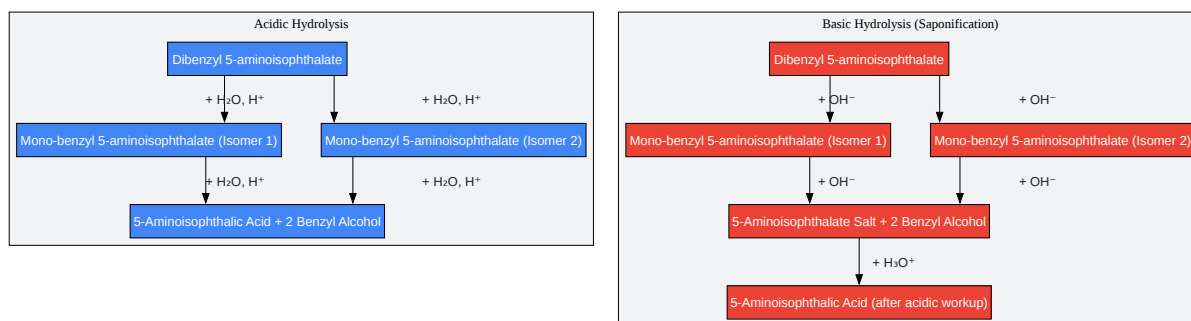 Acidic Hydrolysis
Dibenzyl 5-aminoisophthalate
+ H₂O, H⁺
+ H₂O, H⁺
Mono-benzyl 5-aminoisophthalate (Isomer 1)
Mono-benzyl 5-aminoisophthalate (Isomer 2)
+ H₂O, H⁺
+ H₂O, H⁺
5-Aminoisophthalic Acid + 2 Benzyl Alcohol
Basic Hydrolysis (Saponification)
Dibenzyl 5-aminoisophthalate
+ OH⁻
+ OH⁻
Mono-benzyl 5-aminoisophthalate (Isomer 1)
Mono-benzyl 5-aminoisophthalate (Isomer 2)
+ OH⁻
+ OH⁻
5-Aminoisophthalate Salt + 2 Benzyl Alcohol
+ H₃O⁺
5-Aminoisophthalic Acid (after acidic workup)